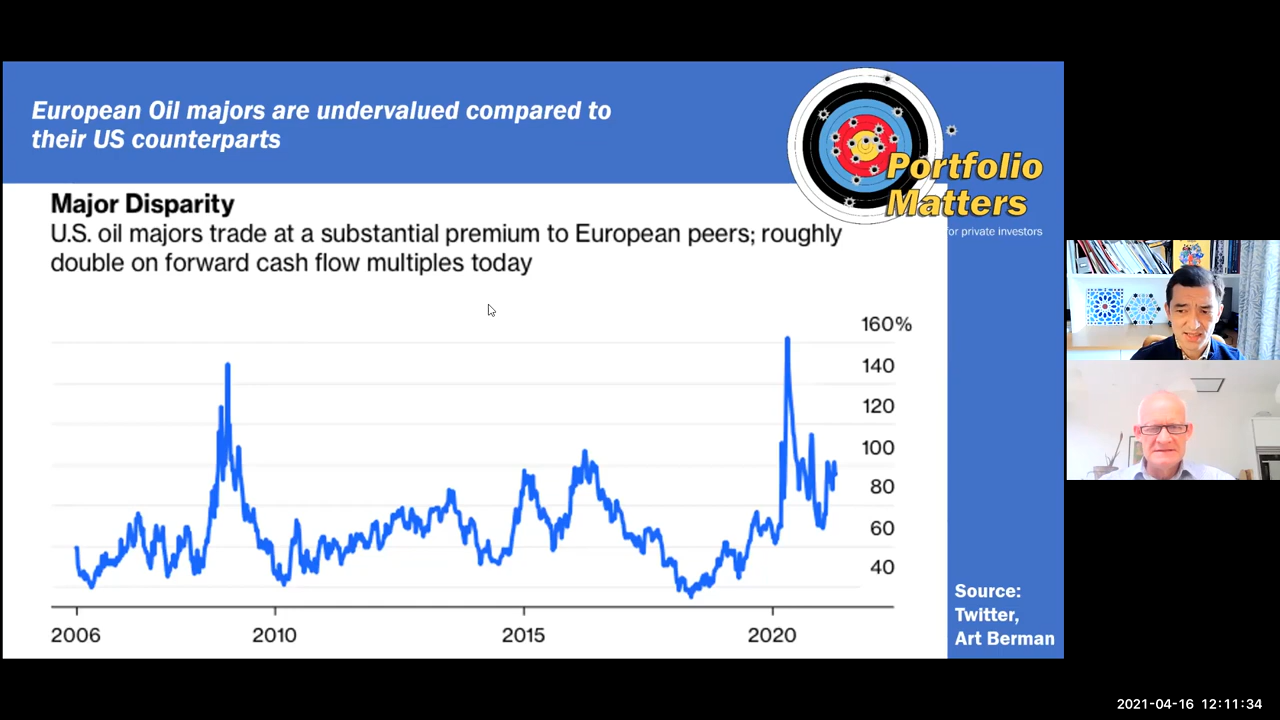 European Oil majors are undervalued compared to
their US counterparts
Portfolio
Matters
for private investors
Major Disparity
U.S. oil majors trade at a substantial premium to European peers; roughly
double on forward cash flow multiples today
160%
140
120
100
80
60
40
2006
2010
2015
2020
Source:
Twitter,
Art Berman
2021-04-16 12:11:34